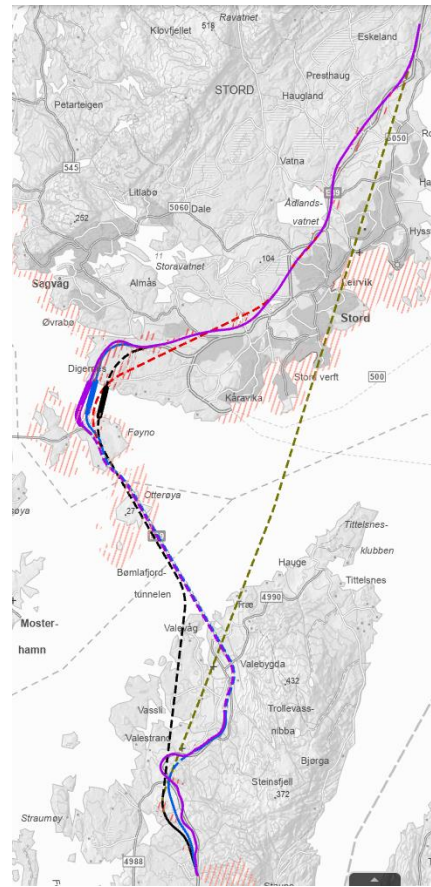 Ravatnet
518
Klovfjellet
Eskeland
Presthaug
STORD
Haugland
Petarteigen
5050
545
Vatna
Litlabø
5060
Dale
Ådlands-
vatnet
252
11
Storavatnet
104
Leirvik
Sagvåg
Almås
Øvrabø
Stord
Digernes
Stord verft
500
Kåravika
Føyno
Otterøya
27
Tittelsnes-
klubben
Bømlafjord-
tunnelen
Hauge
Tittelsnes
4990
Træ
Moster-
hamn
Valevåg
Valebygda
432
Vassli
Trollevass-
nibba
Valestrand
Bjørga
Steinsfjell
372
Straumøy
4988